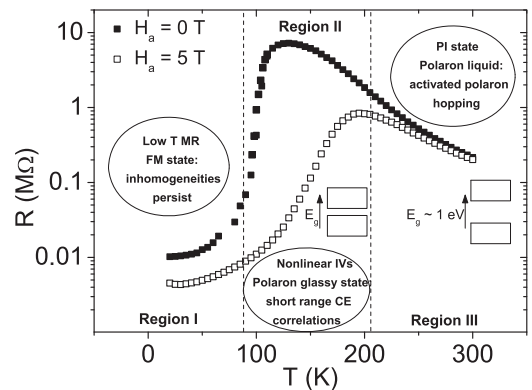 H_a = 0 T
H_a = 5 T
Region II
PI state
Polaron liquid:
activated polaron
hopping
Low T MR
FM state:
inhomogeneities
persist
E_g
E_g ~ 1 eV
Nonlinear IVs
Polaron glassy state
short range CE
correlations
Region I
Region III
10
1
0.1
0.01
R (MΩ)
0
100
200
300
T (K)